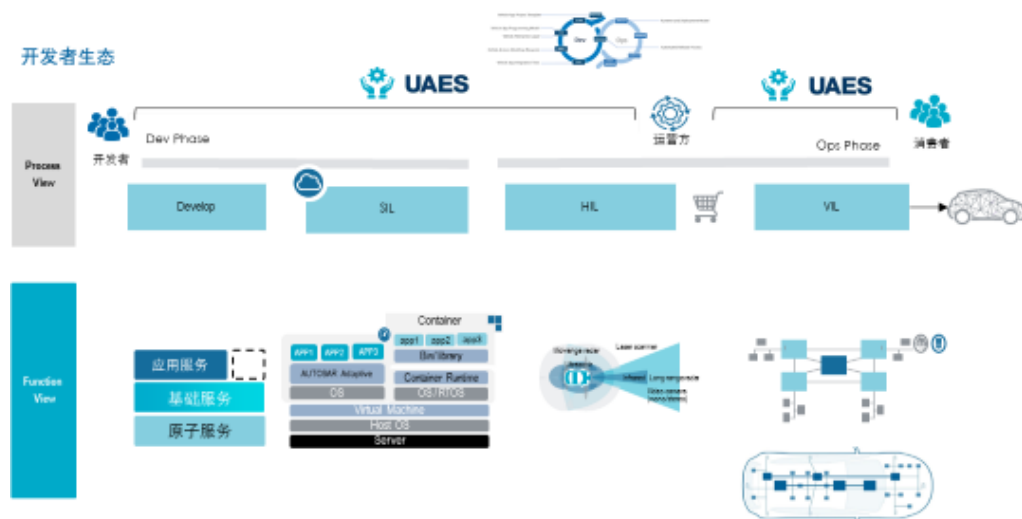 开发者生态
Dev
Ops
UAES
UAES
Process
View
开发者
Dev Phase
运营方
Ops Phase
消费者
Develop
SIL
HIL
VIL
Function
View
应用服务
基础服务
原子服务
Container
APP1
APP2
APP3
app1
app2
app3
Bin/library
AUTOSAR Adaptive
Container Runtime
OS
OS/RTOS
Virtual Machine
Host OS
Server
Laser scanner
Infrared
Long range radar